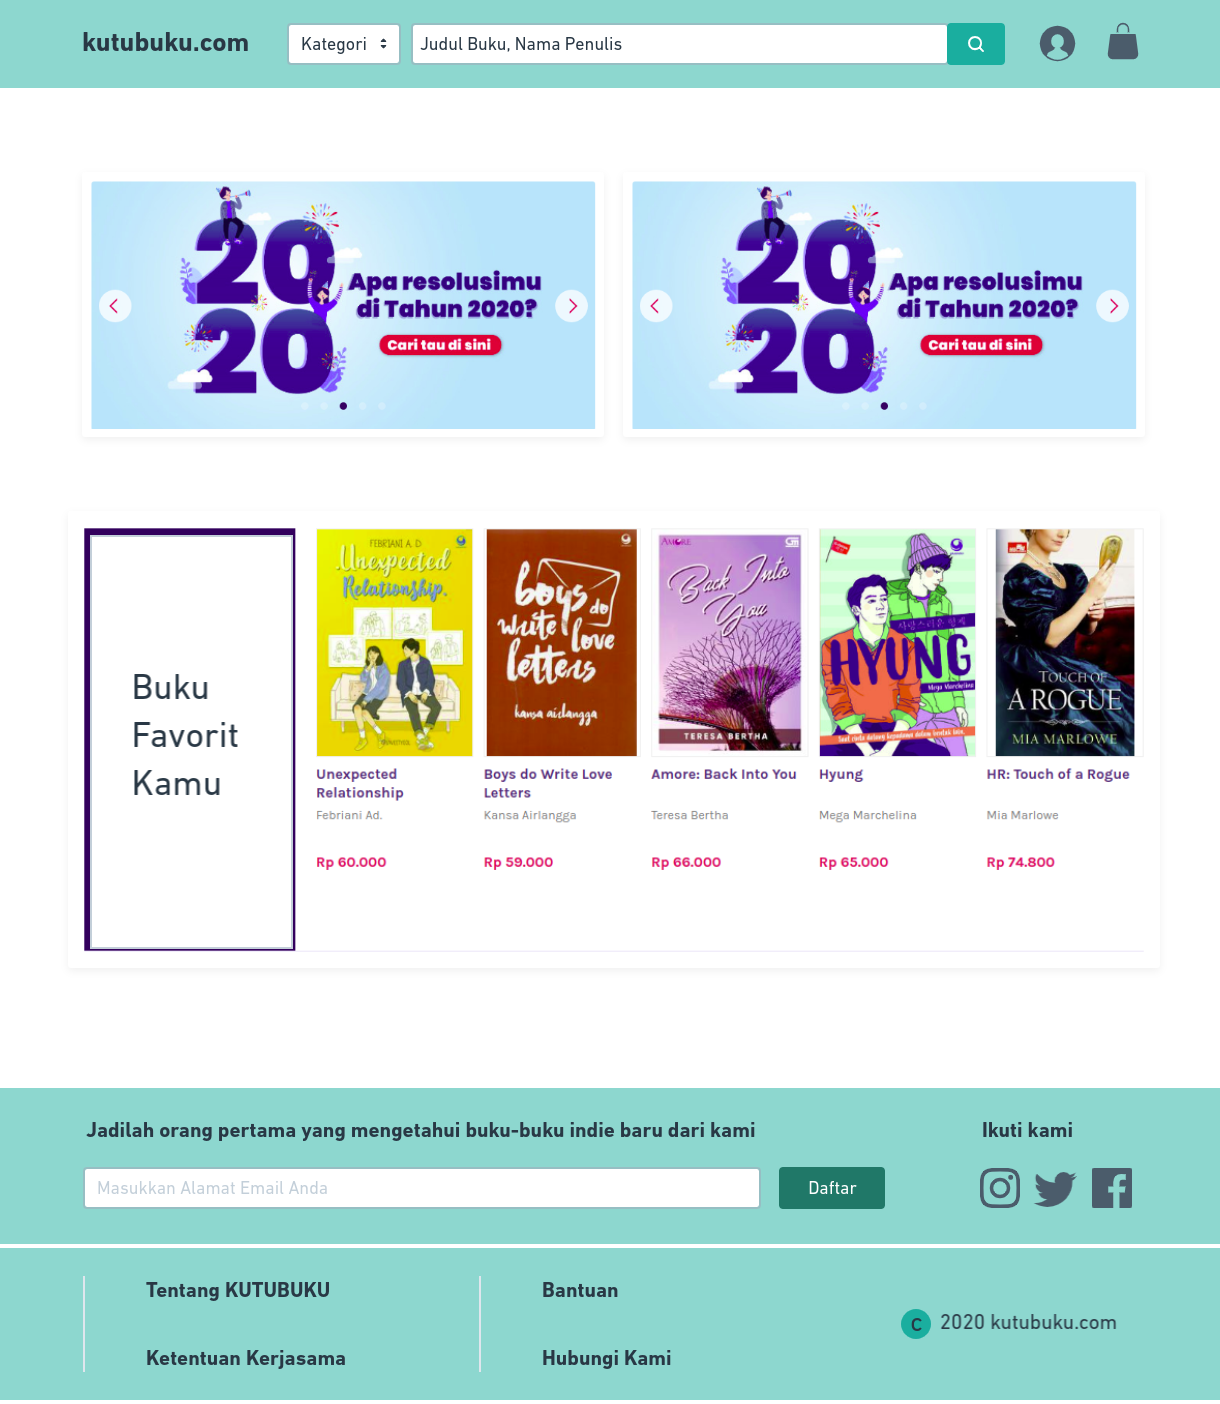 kutubuku.com
Kategori
Judul Buku, Nama Penulis
2020
Apa resolusimu
di Tahun 2020?
Cari tau di sini
2020
Apa resolusimu
di Tahun 2020?
Cari tau di sini
Buku
Favorit
Kamu
FEBRIANI A. D
Unexpected
Relationship.
boys do
write love
letters
kansa airlangga
AMORE
Back Into
You
TERESA BERTHA
HYUNG
Mega Marchelina
TOUCH OF
A ROGUE
MIA MARLOWE
Unexpected
Relationship
Febriani Ad.
Rp 60.000
Boys do Write Love
Letters
Kansa Airlangga
Rp 59.000
Amore: Back Into You
Teresa Bertha
Rp 66.000
Hyung
Mega Marchelina
Rp 65.000
HR: Touch of a Rogue
Mia Marlowe
Rp 74.800
Jadilah orang pertama yang mengetahui buku-buku indie baru dari kami
Masukkan Alamat Email Anda
Daftar
Ikuti kami
Tentang KUTUBUKU
Ketentuan Kerjasama
Bantuan
Hubungi Kami
C 2020 kutubuku.com